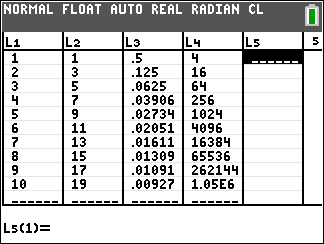 NORMAL FLOAT AUTO REAL RADIAN CL
L1 L2 L3 L4 L5 5
1 1 .5 4 ------
2 3 .125 16
3 5 .0625 64
4 7 .03906 256
5 9 .02734 1024
6 11 .02051 4096
7 13 .01611 16384
8 15 .01309 65536
9 17 .01091 262144
10 19 .00927 1.05E6
------ ------ ------ ------
L5(1)=